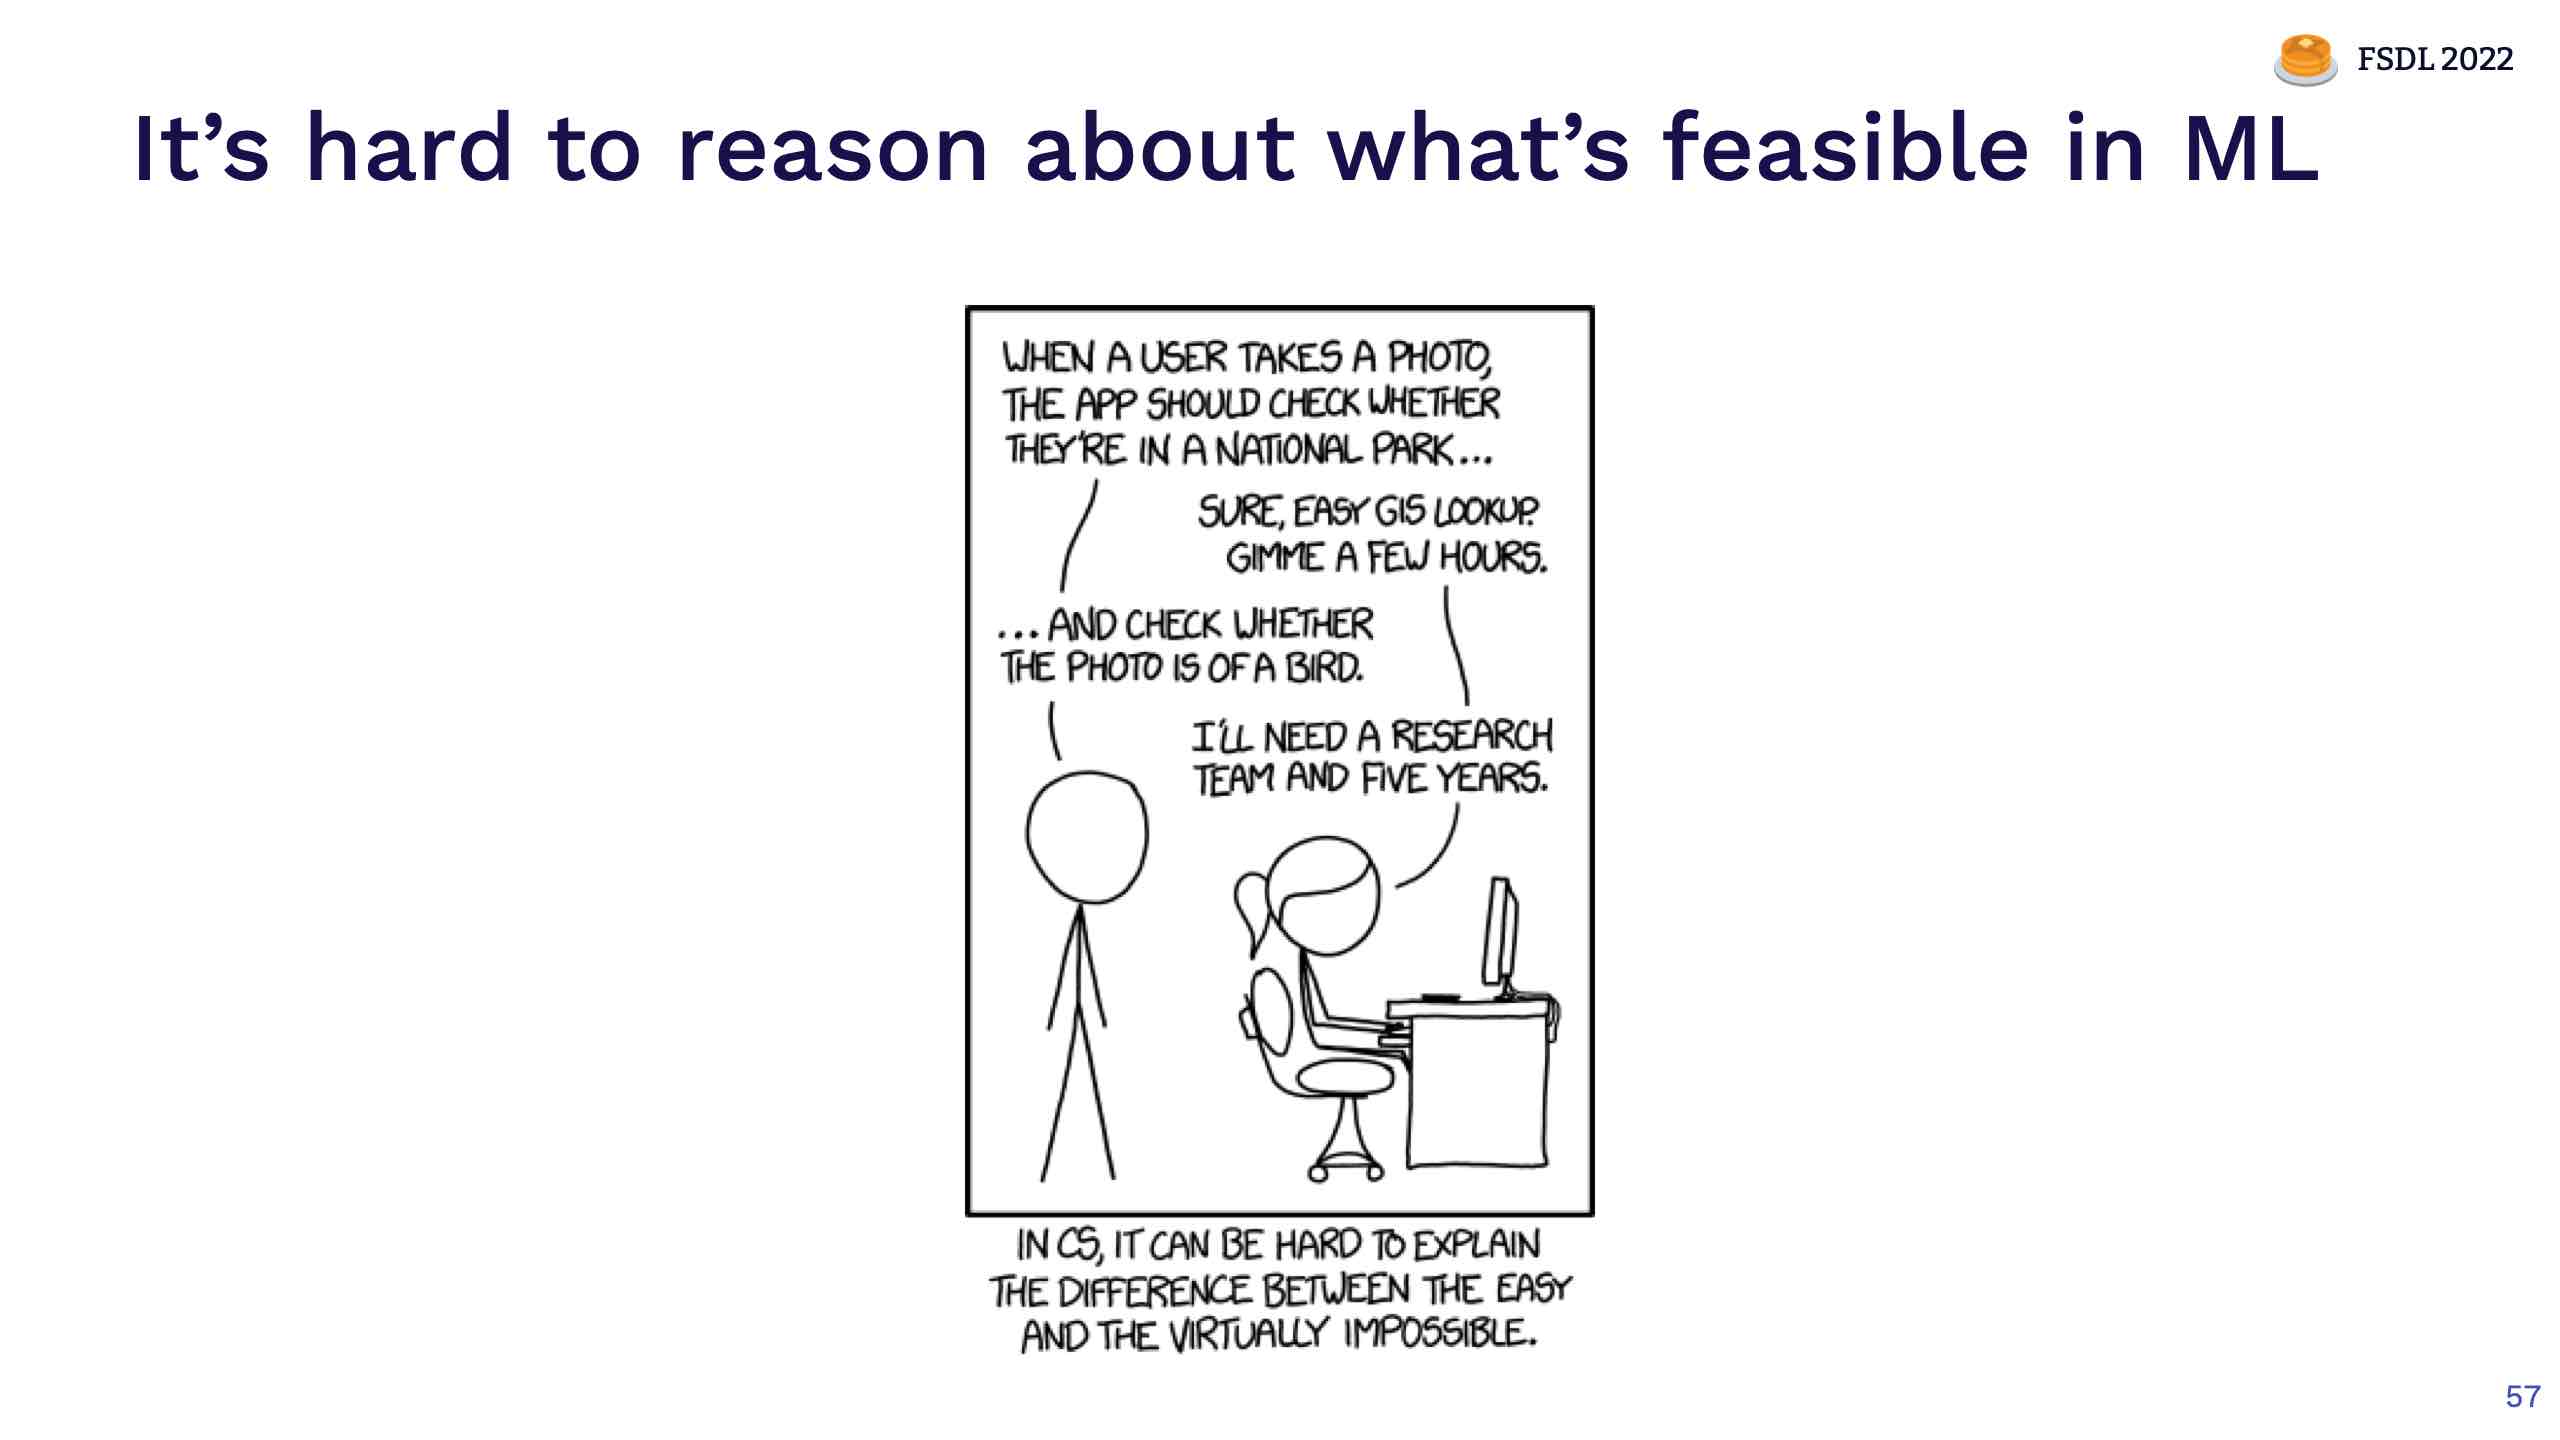 FSDL 2022
It’s hard to reason about what’s feasible in ML
WHEN A USER TAKES A PHOTO,
THE APP SHOULD CHECK WHETHER
THEY'RE IN A NATIONAL PARK...
SURE, EASY GIS LOOKUP.
GIMME A FEW HOURS.
...AND CHECK WHETHER
THE PHOTO IS OF A BIRD.
I'LL NEED A RESEARCH
TEAM AND FIVE YEARS.
IN CS, IT CAN BE HARD TO EXPLAIN
THE DIFFERENCE BETWEEN THE EASY
AND THE VIRTUALLY IMPOSSIBLE.
57